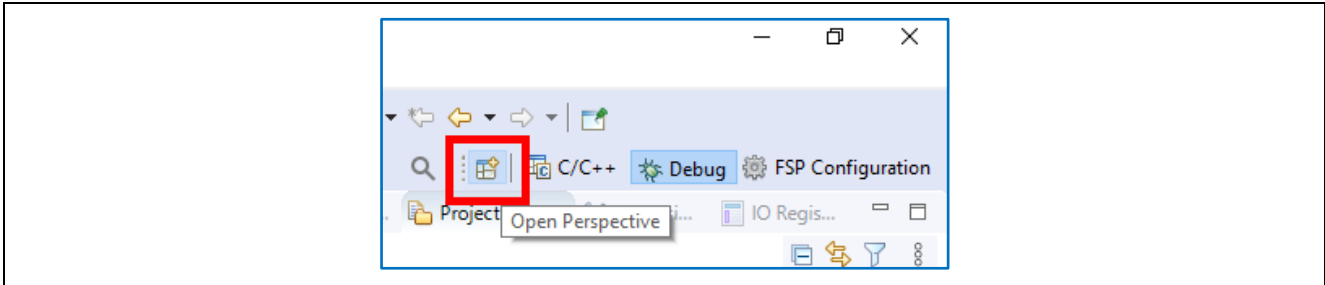 C/C++ Debug FSP Configuration
Project
Open Perspective
IO Regis...